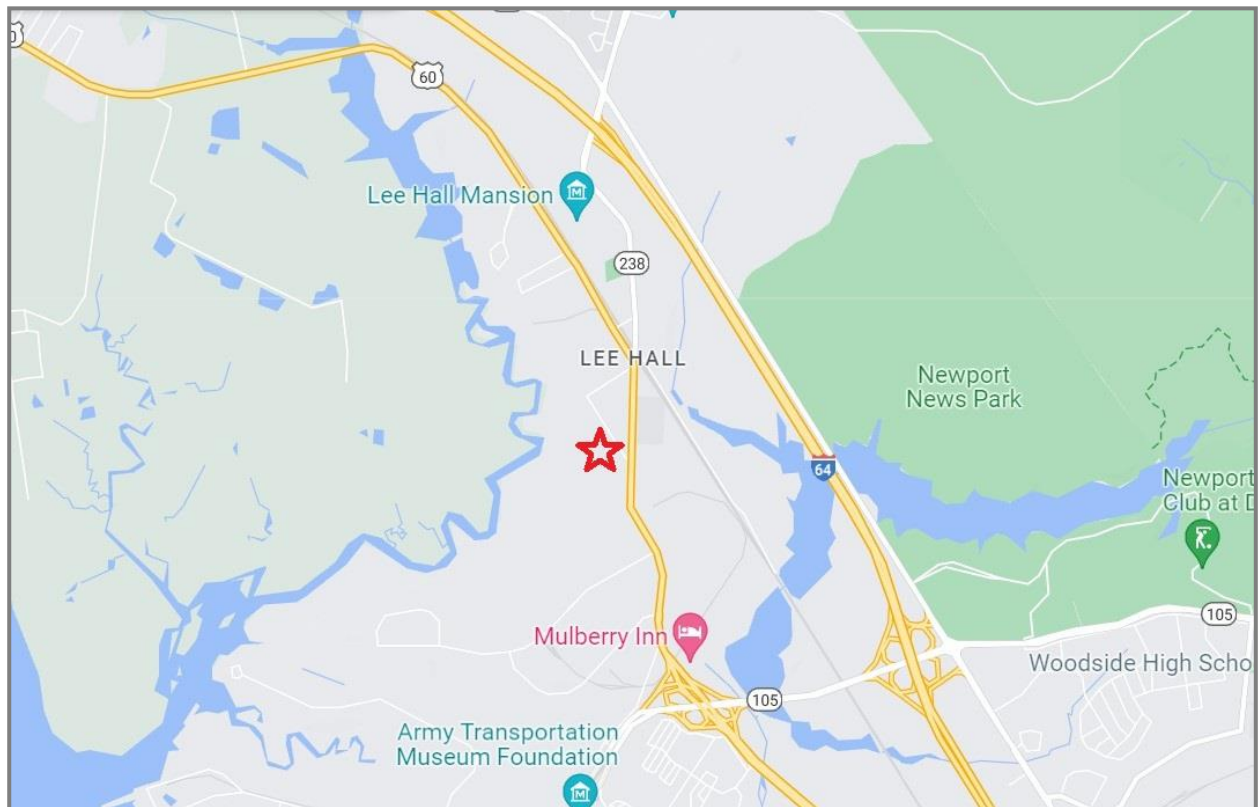 60
Lee Hall Mansion
238
LEE HALL
Newport
News Park
64
Newport
Club at D
105
Mulberry Inn
Woodside High Scho
105
Army Transportation
Museum Foundation